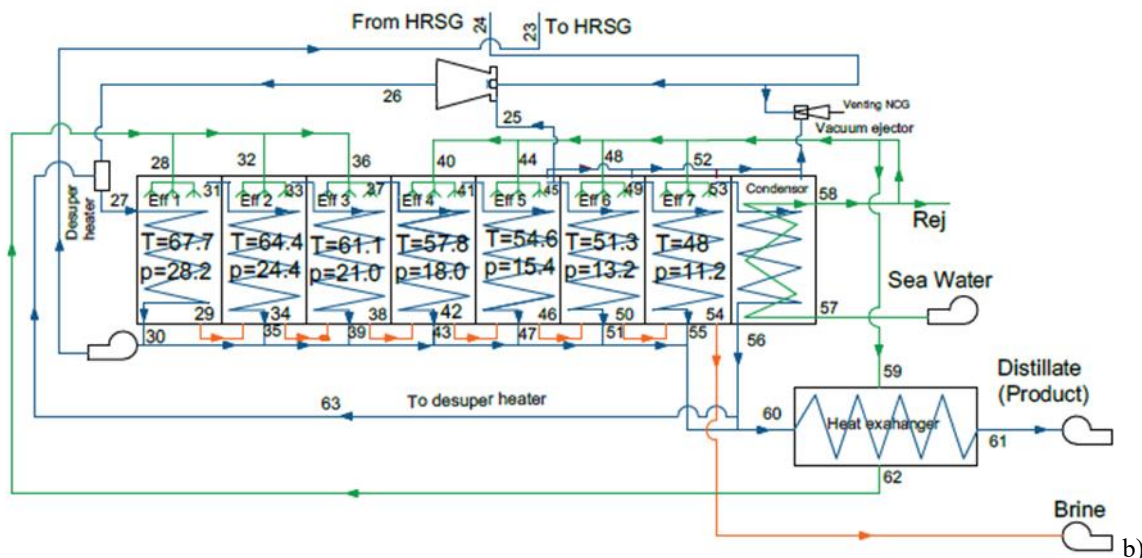 From HRSG
24
23
To HRSG
26
25
Venting NCG
Vacuum ejector
28
32
36
40
44
48
52
27
Desuper
heater
31
33
37
41
45
49
53
Condensor
58
Eff 1
Eff 2
Eff 3
Eff 4
Eff 5
Eff 6
Eff 7
Rej
T=67.7
T=64.4
T=61.1
T=57.8
T=54.6
T=51.3
T=48
p=28.2
p=24.4
p=21.0
p=18.0
p=15.4
p=13.2
p=11.2
Sea Water
29
34
38
42
46
50
54
57
30
35
39
43
47
51
55
56
59
63
To desuper heater
60
Heat exahanger
61
Distillate
(Product)
62
Brine
b)